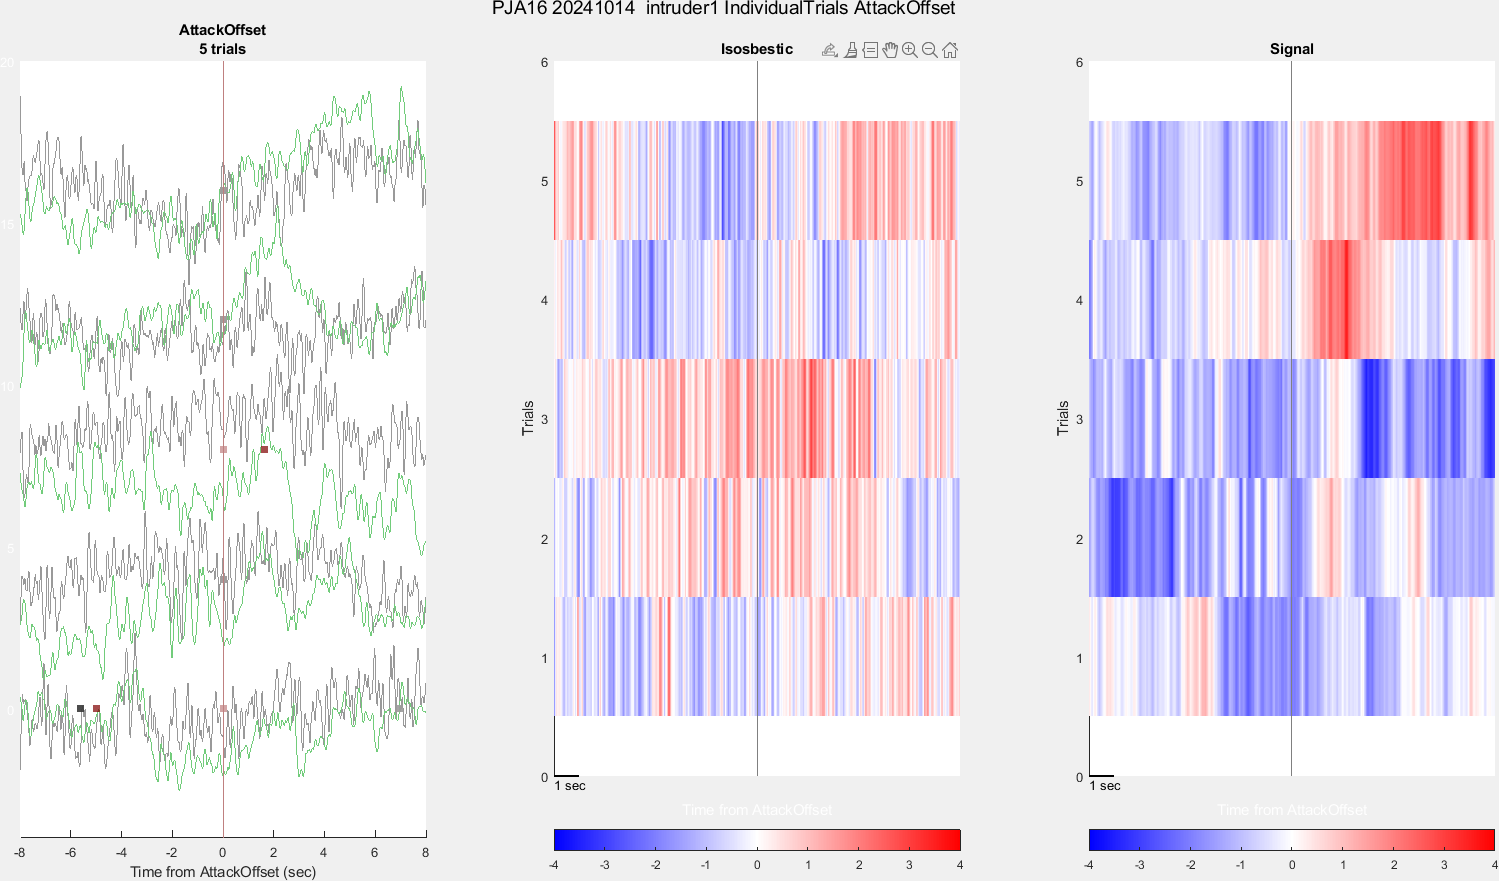 PJA16 20241014  intruder1 IndividualTrials AttackOffset
AttackOffset
5 trials
20
15
10
5
0
-8 -6 -4 -2 0 2 4 6 8
Time from AttackOffset (sec)
Isosbestic
6
5
4
3
2
1
0
Trials
1 sec
Time from AttackOffset
-4 -3 -2 -1 0 1 2 3 4
Signal
6
5
4
3
2
1
0
Trials
1 sec
Time from AttackOffset
-4 -3 -2 -1 0 1 2 3 4